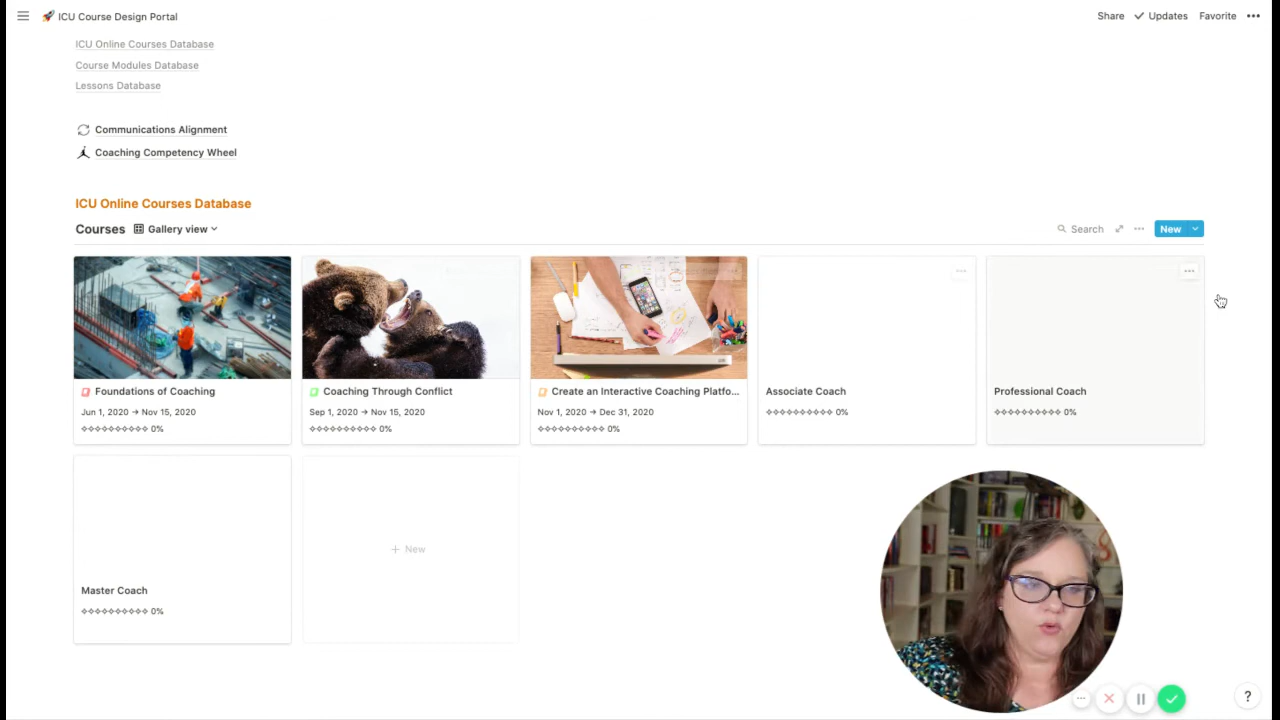 ICU Course Design Portal
Share Updates Favorite
ICU Online Courses Database
Course Modules Database
Lessons Database
Communications Alignment
Coaching Competency Wheel
ICU Online Courses Database
Courses Gallery view
Search New
Foundations of Coaching
Jun 1, 2020 → Nov 15, 2020
0%
Coaching Through Conflict
Sep 1, 2020 → Nov 15, 2020
0%
Create an Interactive Coaching Platfo...
Nov 1, 2020 → Dec 31, 2020
0%
Associate Coach
0%
Professional Coach
0%
Master Coach
0%
+ New
?